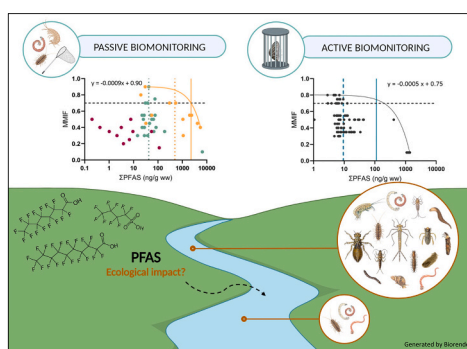 PASSIVE BIOMONITORING
ACTIVE BIOMONITORING
y = -0.0009x + 0.90
1.0
0.8
0.6
0.4
0.2
0.0
MMIF
0.1
1
10
100
1000
10000
ΣPFAS (ng/g ww)
y = -0.0005 x + 0.75
1.0
0.8
0.6
0.4
0.2
0.0
MMIF
0.1
1
10
100
1000
10000
ΣPFAS (ng/g ww)
PFAS
Ecological impact?
Generated by Biorender